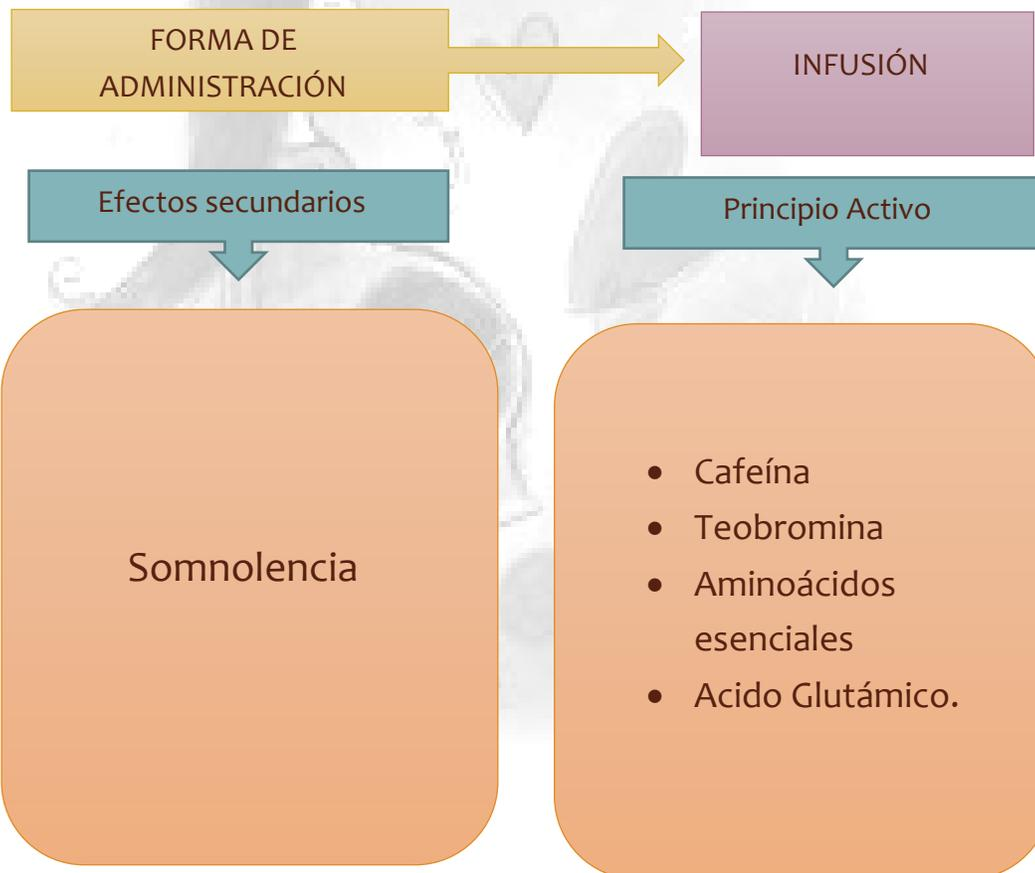 FORMA DE
ADMINISTRACIÓN
INFUSIÓN
Efectos secundarios
Principio Activo
Somnolencia
• Cafeína
• Teobromina
• Aminoácidos
esenciales
• Acido Glutámico.